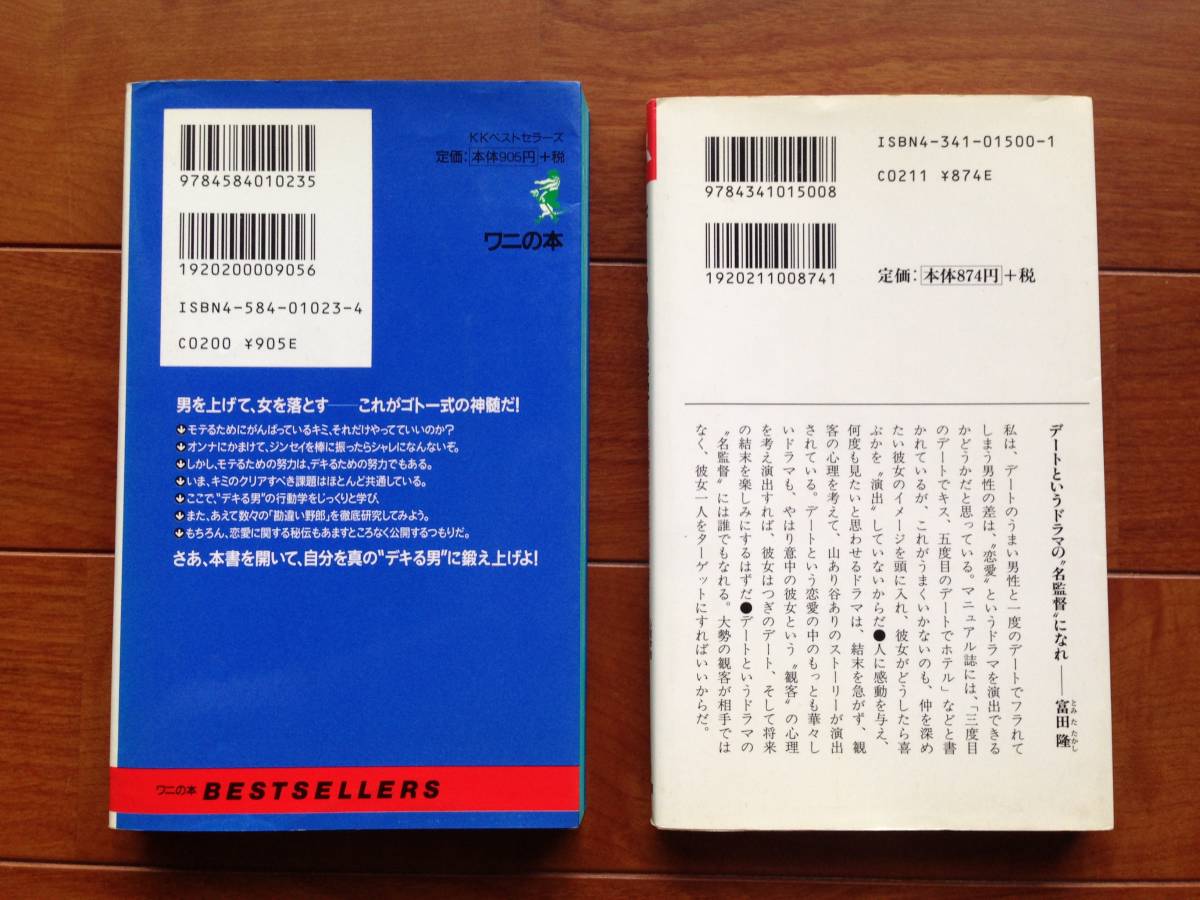 9784584010235
1920200009056
ISBN4-584-01023-4
C0200 ¥905E
KKベストセラーズ
定価:本体905円+税
ワニの本
男を上げて、女を落とす──これがゴトー式の神髄だ!
モテるためにがんばっているキミ、それだけやってていいのか?
オンナにかまけて、ジンセイを棒に振ったらシャレになんないぞ。
しかし、モテるための努力は、デキるための努力でもある。
いま、キミのクリアすべき課題はほとんど共通している。
ここで、“デキる男”の行動学をじっくりと学び、
また、あえて数々の「勘違い野郎」を徹底研究してみよう。
もちろん、恋愛に関する秘伝もあますところなく公開するつもりだ。
さあ、本書を開いて、自分を真の“デキる男”に鍛え上げよ!
ワニの本 BESTSELLERS
9784341015008
1920211008741
ISBN4-341-01500-1
C0211 ¥874E
定価:本体874円+税
デートというドラマの〝名監督〟になれ──富田 隆
とみ た たかし
私は、デートのうまい男性と一度のデートでフラれて
しまう男性の差は、〝恋愛〟というドラマを演出できる
かどうかだと思っている。マニュアル誌には、「三度目
のデートでキス、五度目のデートでホテル」などと書
かれているが、これがうまくいかないのも、仲を深め
たい彼女のイメージを頭に入れ、彼女がどうしたら喜
ぶかを〝演出〟していないからだ●人に感動を与え、
何度も見たいと思わせるドラマは、結末を急がず、観
客の心理を考えて、山あり谷ありのストーリーが演出
されている。デートという恋愛の中のもっとも華々し
いドラマも、やはり意中の彼女という〝観客〟の心理
を考え演出すれば、彼女はつぎのデート、そして将来
の結末を楽しみにするはずだ●デートというドラマの
〝名監督〟には誰でもなれる。大勢の観客が相手では
なく、彼女一人をターゲットにすればいいからだ。